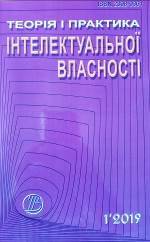 ТЕОРІЯ І ПРАКТИКА
ІНТЕЛЕКТУАЛЬНОЇ
ВЛАСНОСТІ
1'2019